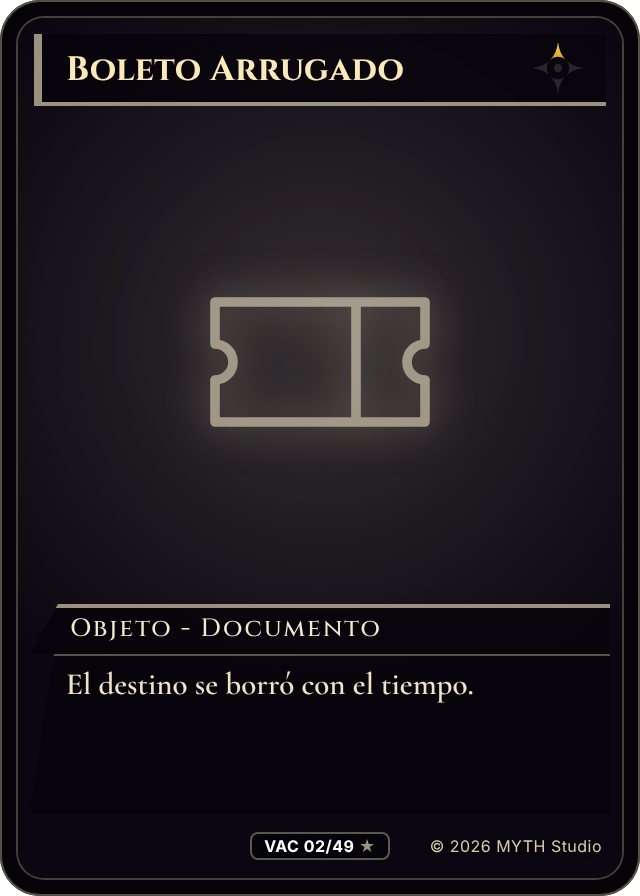 Boleto Arrugado
Objeto - Documento
El destino se borró con el tiempo.
VAC 02/49 ★
© 2026 MYTH Studio